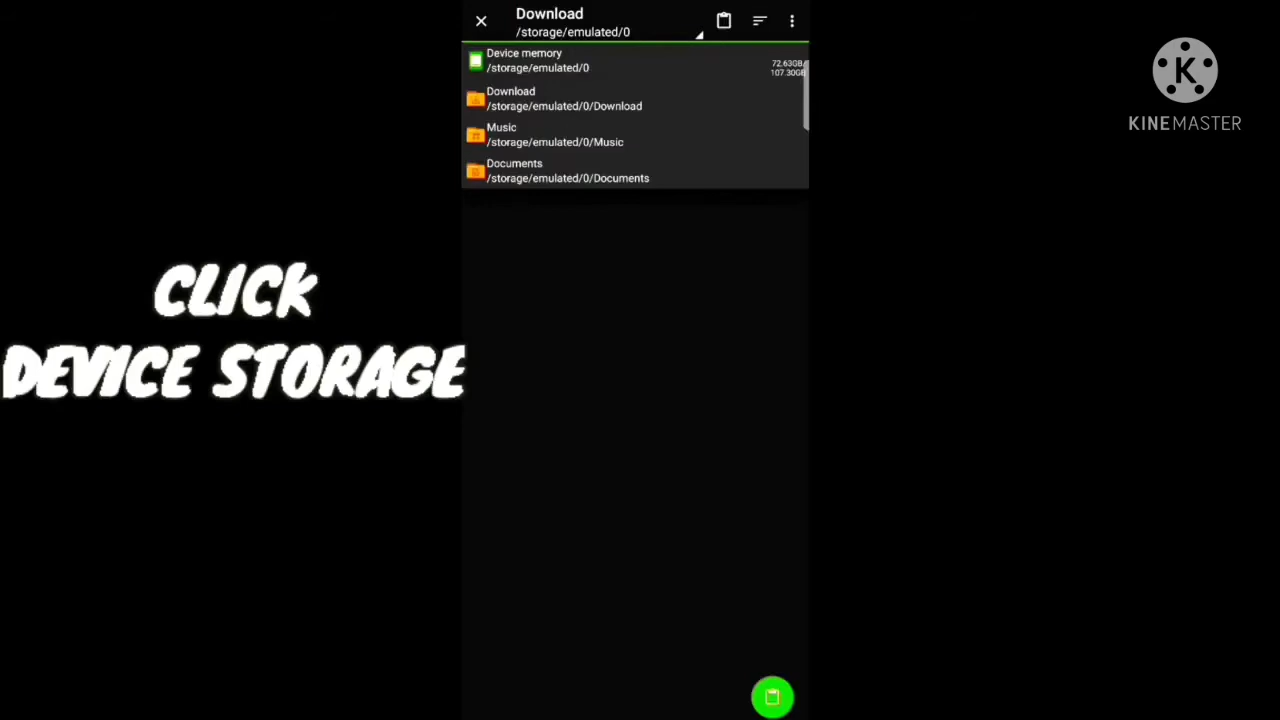 Download
/storage/emulated/0
Device memory
/storage/emulated/0
72.63GB
107.30GB
Download
/storage/emulated/0/Download
Music
/storage/emulated/0/Music
Documents
/storage/emulated/0/Documents
CLICK
DEVICE STORAGE
K
KINEMASTER